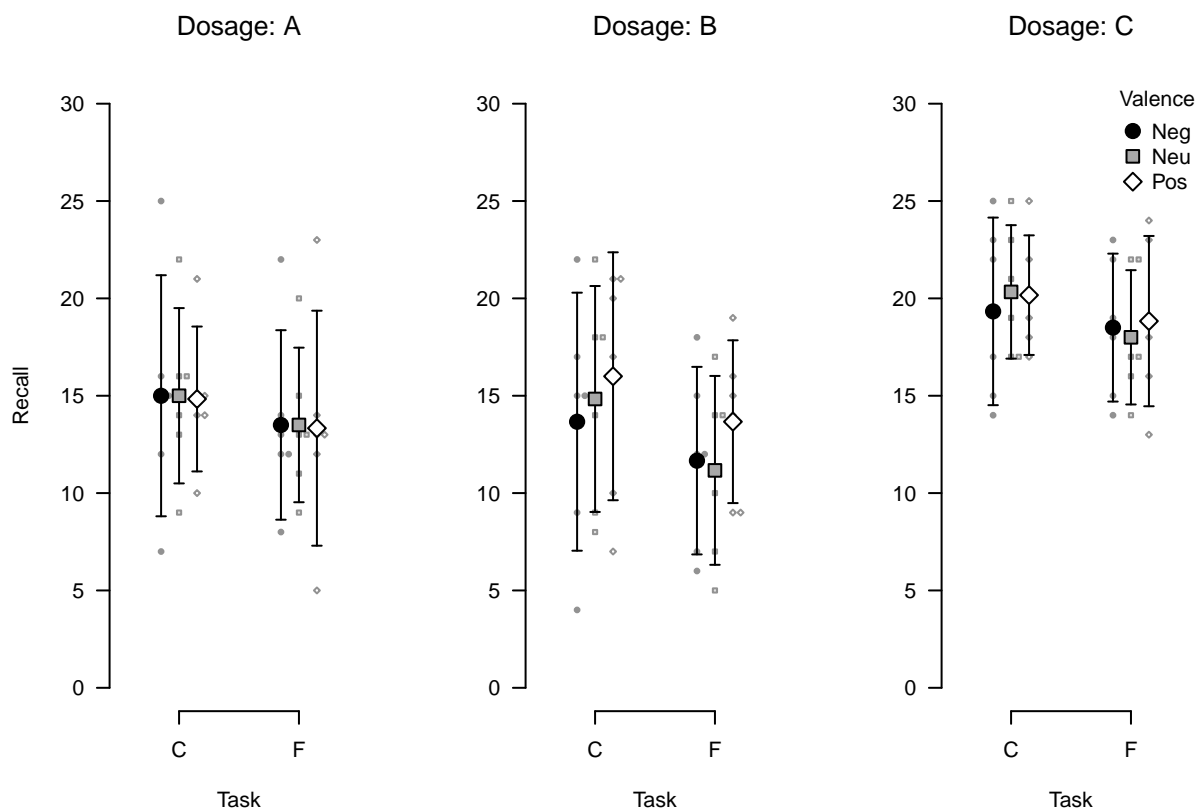 Dosage: A
Dosage: B
Dosage: C
Recall
30
25
20
15
10
5
0
C
F
Task
30
25
20
15
10
5
0
C
F
Task
30
25
20
15
10
5
0
C
F
Task
Valence
Neg
Neu
Pos